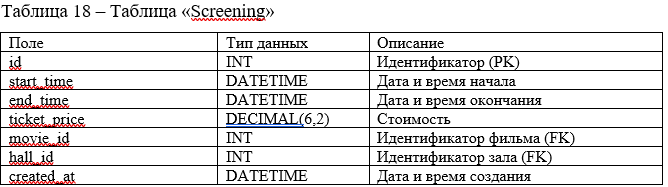 Таблица 18 – Таблица «Screening»
Поле Тип данных Описание
id INT Идентификатор (PK)
start_time DATETIME Дата и время начала
end_time DATETIME Дата и время окончания
ticket_price DECIMAL(6,2) Стоимость
movie_id INT Идентификатор фильма (FK)
hall_id INT Идентификатор зала (FK)
created_at DATETIME Дата и время создания